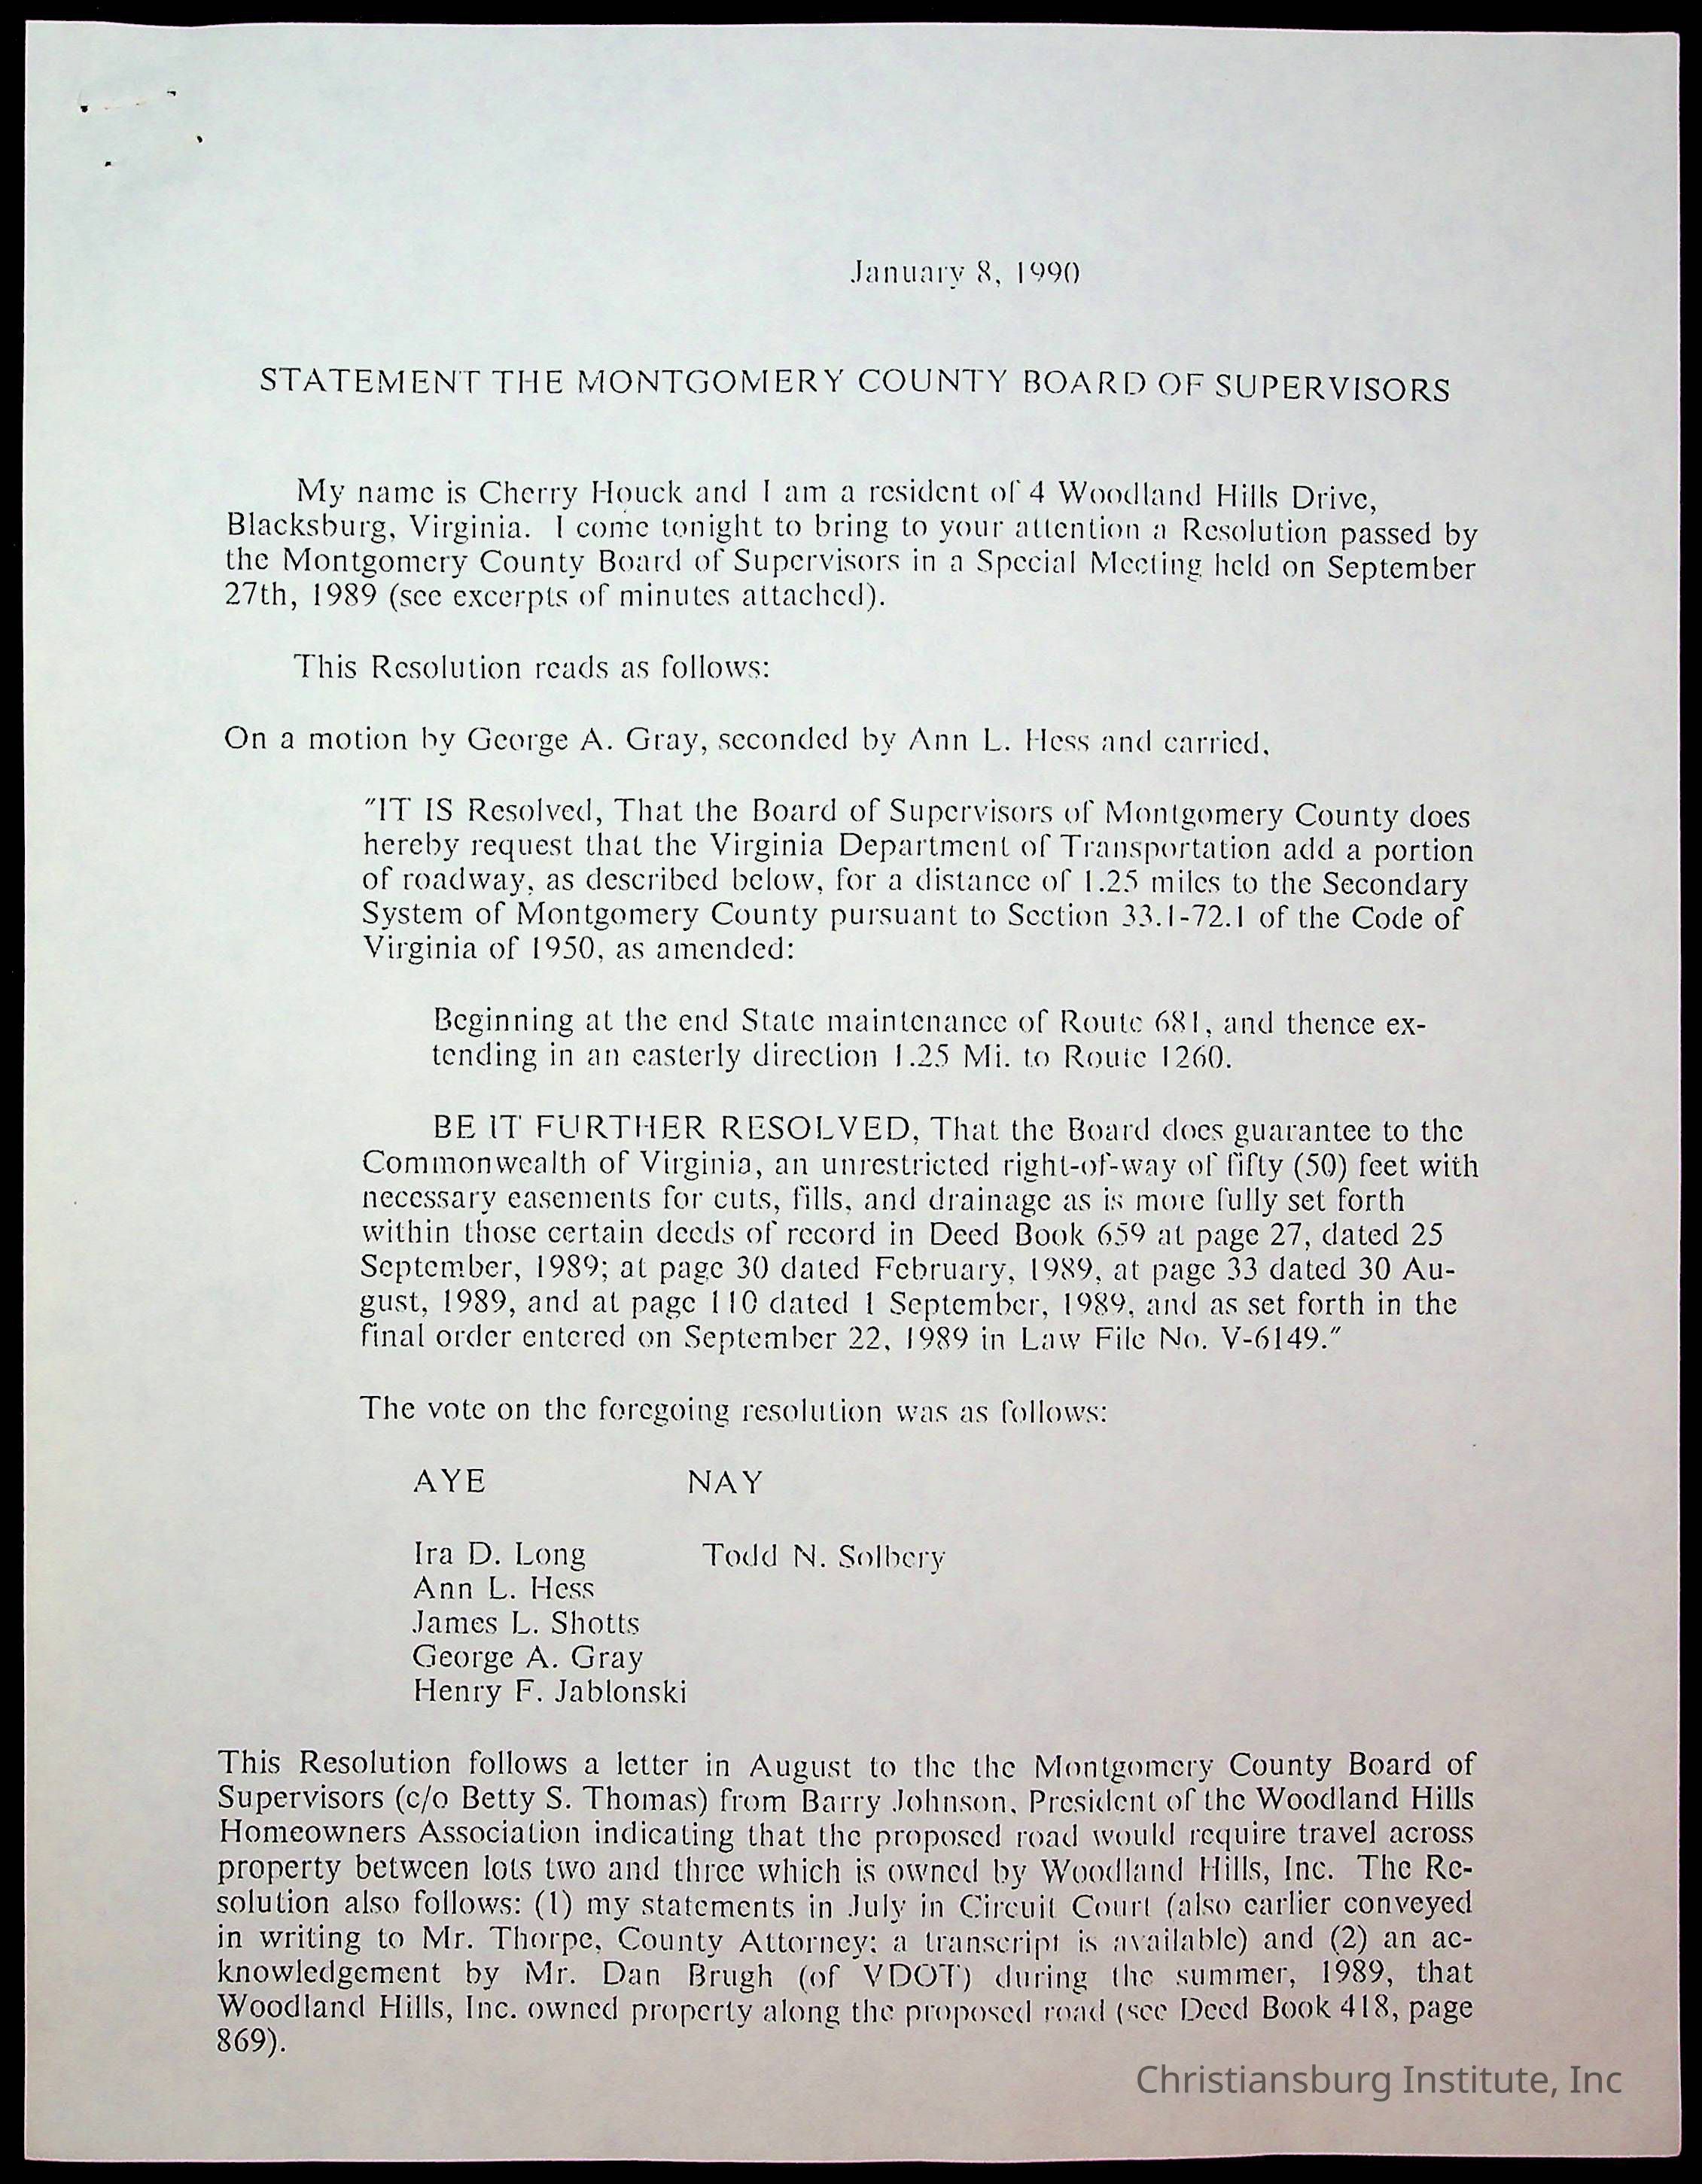 January 8, 1990
STATEMENT THE MONTGOMERY COUNTY BOARD OF SUPERVISORS
My name is Cherry Houck and I am a resident of 4 Woodland Hills Drive,
Blacksburg, Virginia. I come tonight to bring to your attention a Resolution passed by
the Montgomery County Board of Supervisors in a Special Meeting held on September
27th, 1989 (see excerpts of minutes attached).
This Resolution reads as follows:
On a motion by George A. Gray, seconded by Ann L. Hess and carried,
"IT IS Resolved, That the Board of Supervisors of Montgomery County does
hereby request that the Virginia Department of Transportation add a portion
of roadway, as described below, for a distance of 1.25 miles to the Secondary
System of Montgomery County pursuant to Section 33.1-72.1 of the Code of
Virginia of 1950, as amended:
Beginning at the end State maintenance of Route 681, and thence ex-
tending in an easterly direction 1.25 Mi. to Route 1260.
BE IT FURTHER RESOLVED, That the Board does guarantee to the
Commonwealth of Virginia, an unrestricted right-of-way of fifty (50) feet with
necessary easements for cuts, fills, and drainage as is more fully set forth
within those certain deeds of record in Deed Book 659 at page 27, dated 25
September, 1989; at page 30 dated February, 1989, at page 33 dated 30 Au-
gust, 1989, and at page 110 dated 1 September, 1989, and as set forth in the
final order entered on September 22, 1989 in Law File No. V-6149."
The vote on the foregoing resolution was as follows:
AYE NAY
Ira D. Long Todd N. Solbery
Ann L. Hess
James L. Shotts
George A. Gray
Henry F. Jablonski
This Resolution follows a letter in August to the the Montgomery County Board of
Supervisors (c/o Betty S. Thomas) from Barry Johnson, President of the Woodland Hills
Homeowners Association indicating that the proposed road would require travel across
property between lots two and three which is owned by Woodland Hills, Inc. The Re-
solution also follows: (1) my statements in July in Circuit Court (also earlier conveyed
in writing to Mr. Thorpe, County Attorney; a transcript is available) and (2) an ac-
knowledgement by Mr. Dan Brugh (of VDOT) during the summer, 1989, that
Woodland Hills, Inc. owned property along the proposed road (see Deed Book 418, page
869).
Christiansburg Institute, Inc